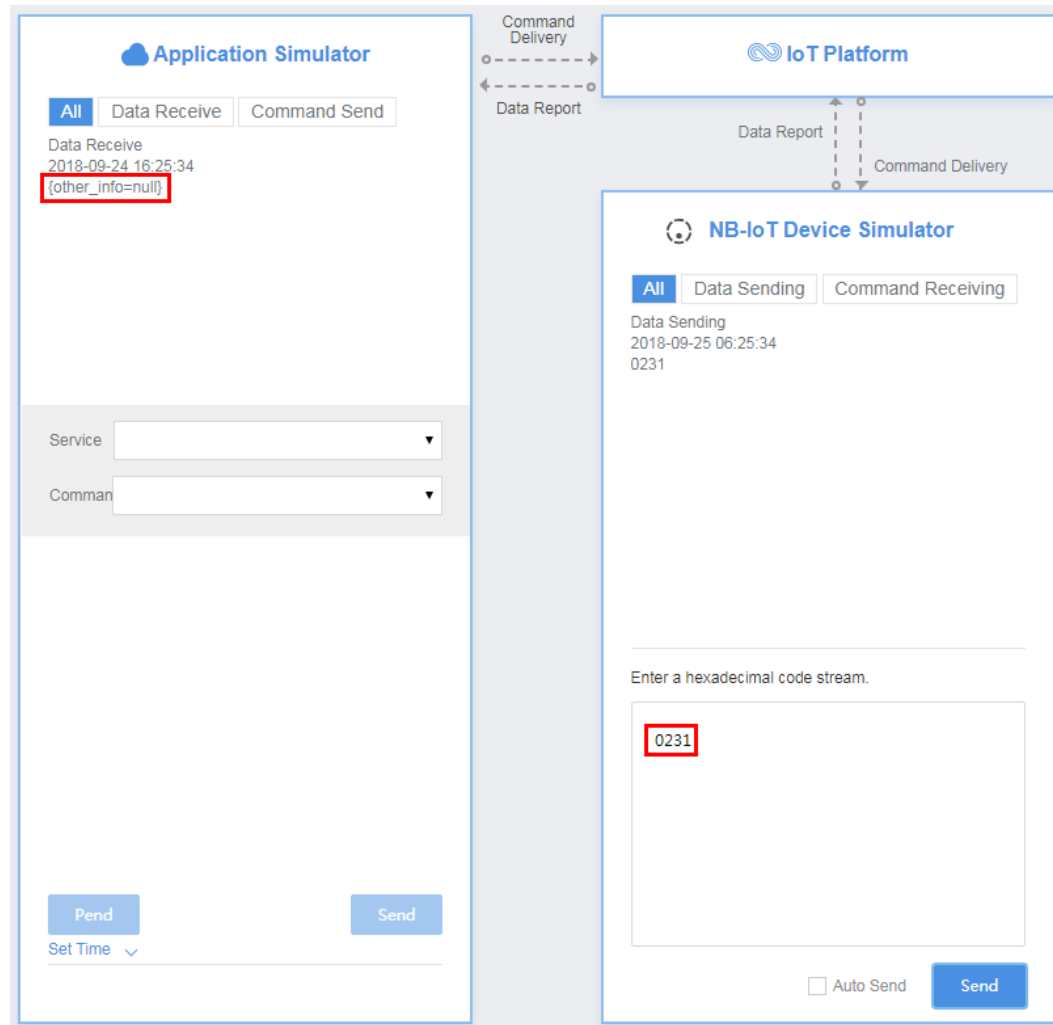 Application Simulator
All Data Receive Command Send
Data Receive
2018-09-24 16:25:34
{other_info=null}
Service
Comman
Pend Send
Set Time
Command
Delivery
Data Report
IoT Platform
Data Report
Command Delivery
NB-IoT Device Simulator
All Data Sending Command Receiving
Data Sending
2018-09-25 06:25:34
0231
Enter a hexadecimal code stream.
0231
Auto Send Send